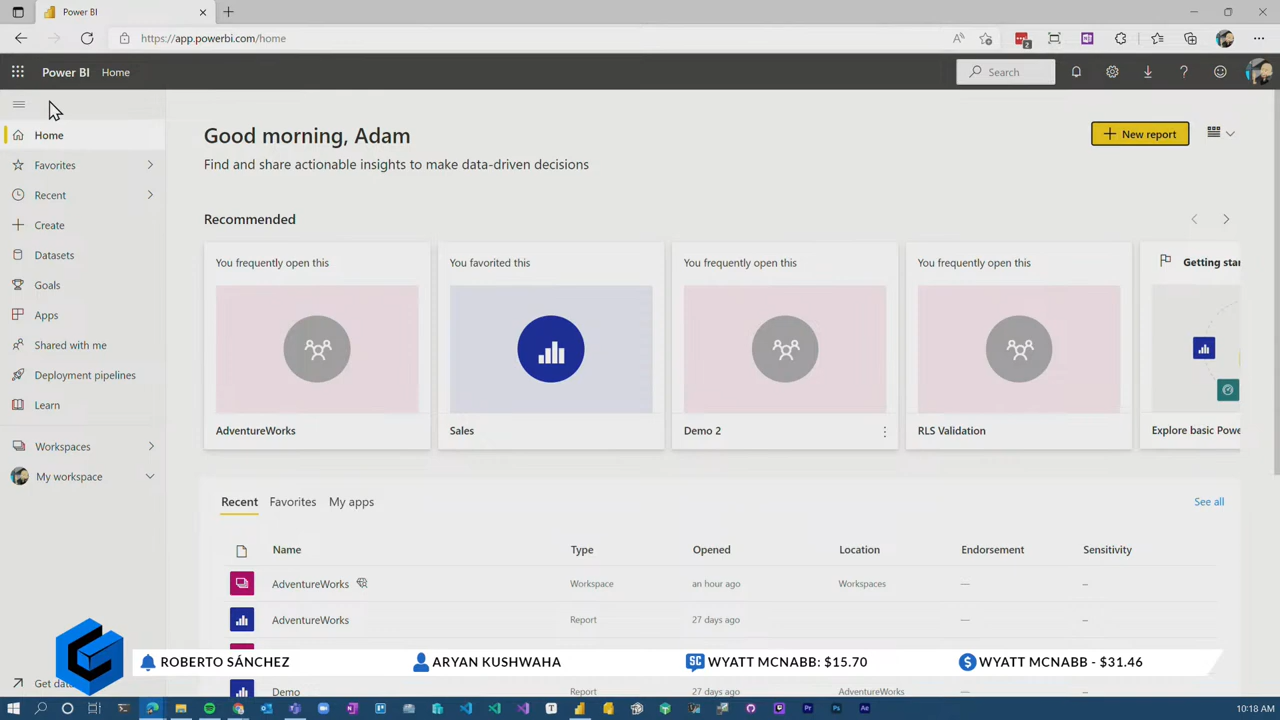 Power BI
https://app.powerbi.com/home
2
Power BI Home
Search
Home
Favorites
Recent
Create
Datasets
Goals
Apps
Shared with me
Deployment pipelines
Learn
Workspaces
My workspace
Good morning, Adam
Find and share actionable insights to make data-driven decisions
New report
Recommended
You frequently open this
AdventureWorks
You favorited this
Sales
You frequently open this
Demo 2
You frequently open this
RLS Validation
Getting star
Explore basic Powe
Recent Favorites My apps
See all
Name Type Opened Location Endorsement Sensitivity
AdventureWorks Workspace an hour ago Workspaces — –
AdventureWorks Report 27 days ago — –
Demo Report 27 days ago AdventureWorks — –
Get da
ROBERTO SÁNCHEZ
ARYAN KUSHWAHA
SC WYATT MCNABB: $15.70
$ WYATT MCNABB - $31.46
10:18 AM